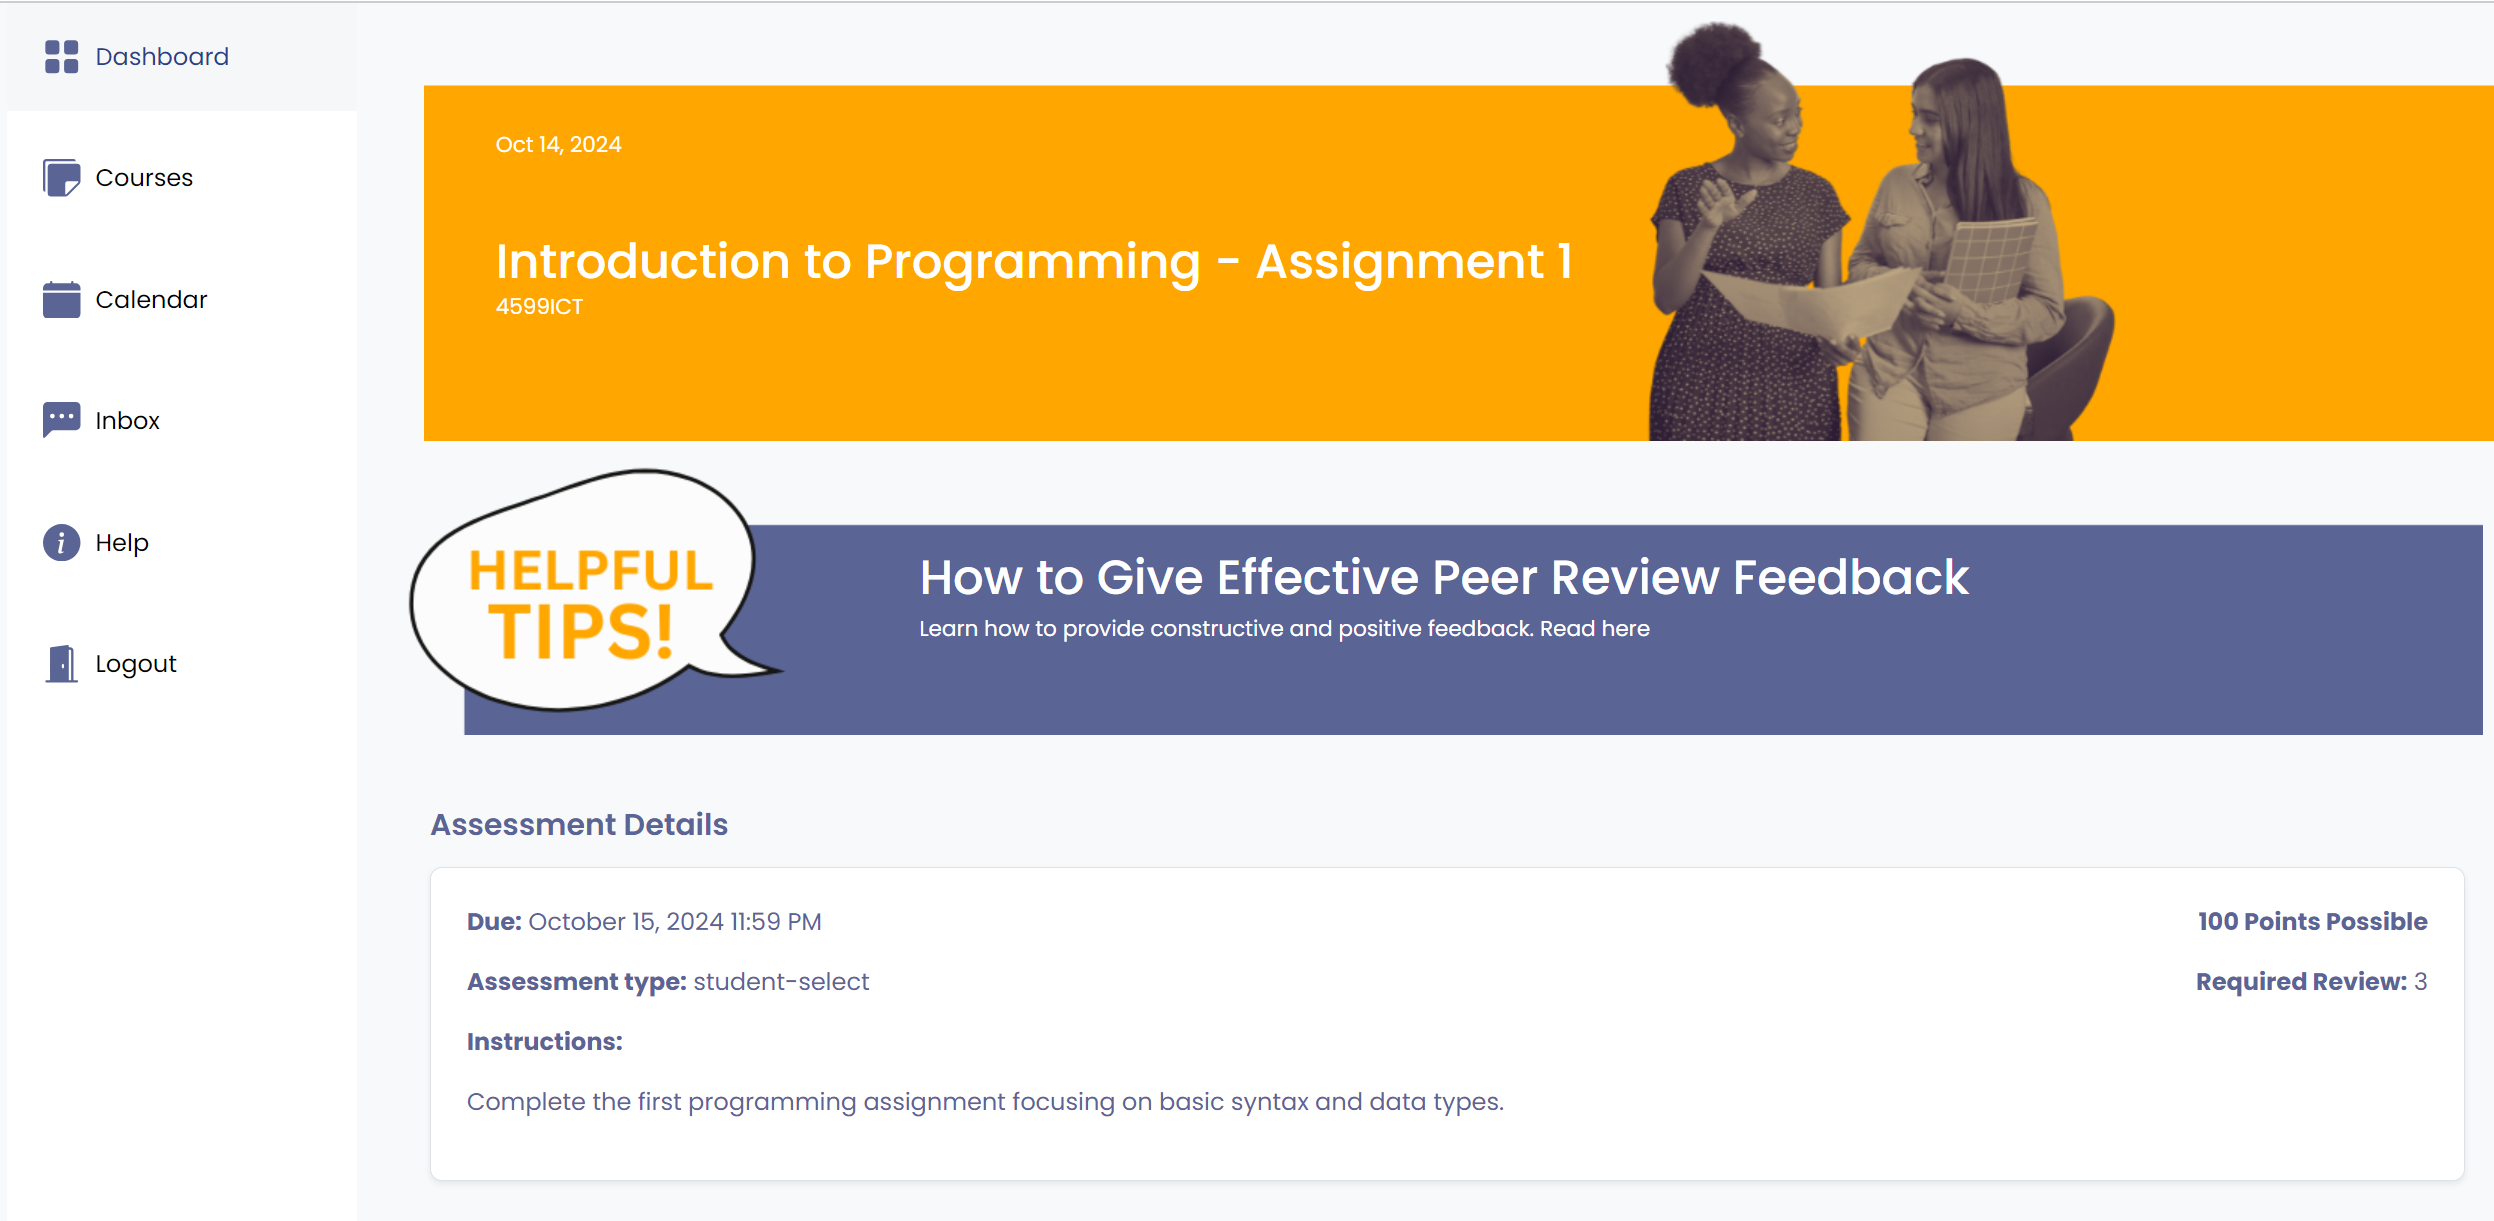 Dashboard
Courses
Calendar
Inbox
Help
Logout
Oct 14, 2024
Introduction to Programming - Assignment 1
4599ICT
HELPFUL
TIPS!
How to Give Effective Peer Review Feedback
Learn how to provide constructive and positive feedback. Read here
Assessment Details
Due: October 15, 2024 11:59 PM
100 Points Possible
Assessment type: student-select
Required Review: 3
Instructions:
Complete the first programming assignment focusing on basic syntax and data types.